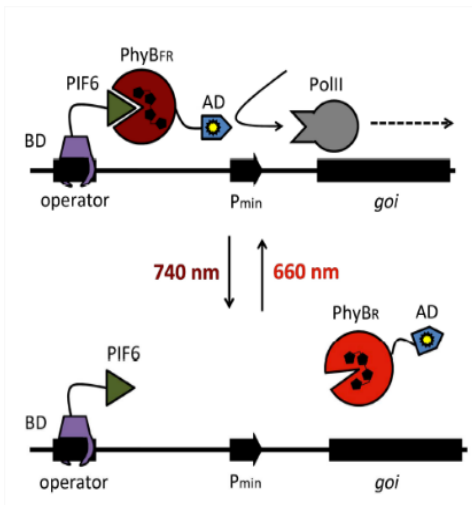 PhyBFR
PIF6
AD
PolII
BD
operator
Pmin
goi
740 nm
660 nm
PhyBR
AD
PIF6
BD
operator
Pmin
goi